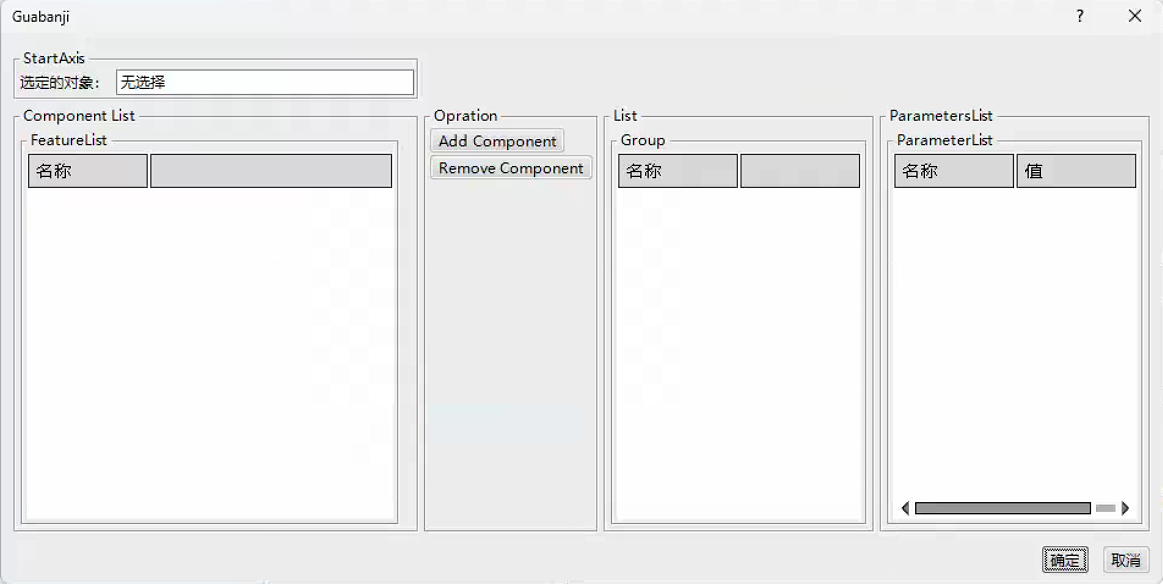 Guabanji
StartAxis
选定的对象：
无选择
Component List
FeatureList
名称
Opration
Add Component
Remove Component
List
Group
名称
ParametersList
ParameterList
名称
值
确定
取消